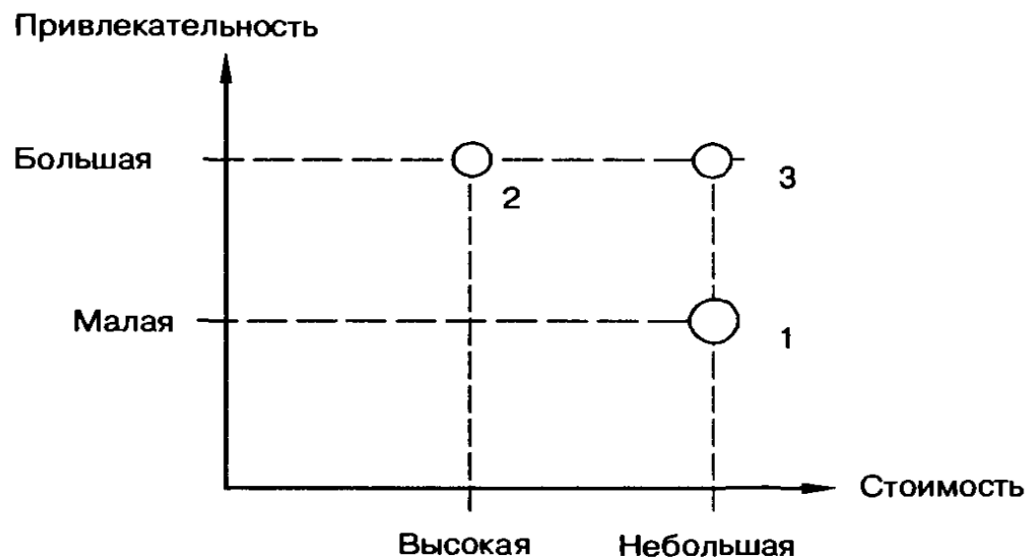 Привлекательность
Большая
2
3
Малая
1
Стоимость
Высокая
Небольшая